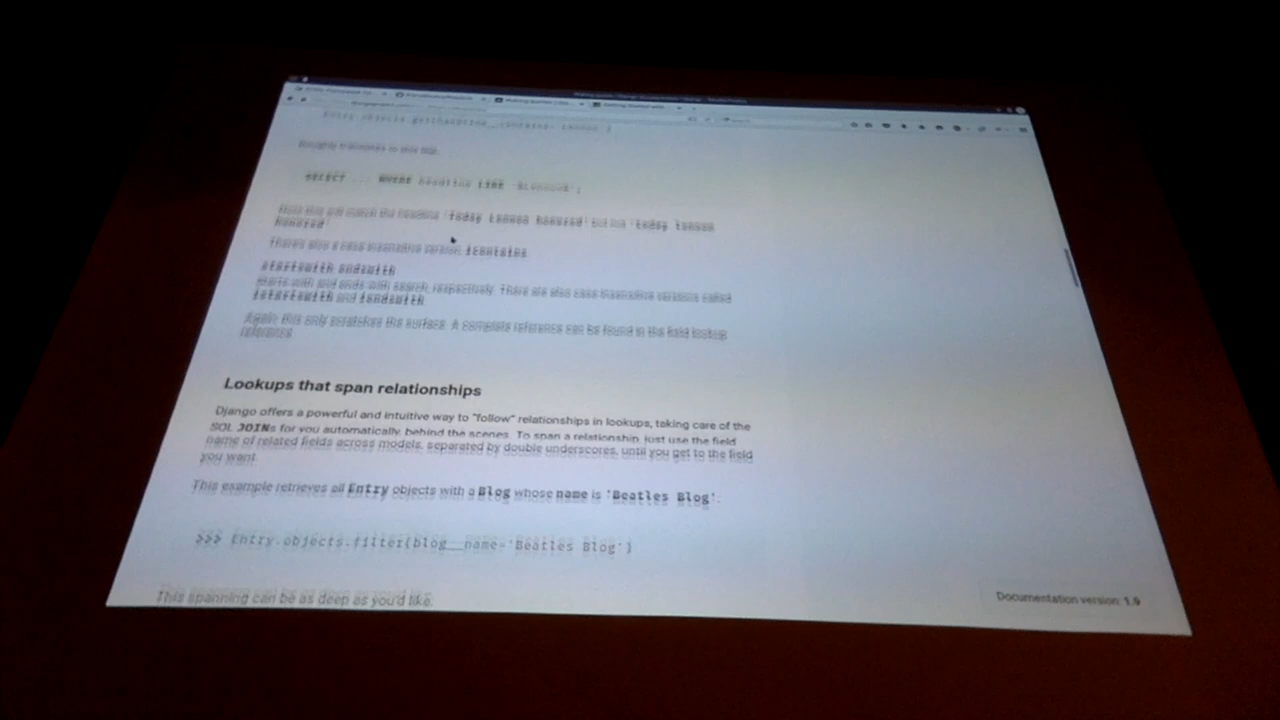 Roughly translates to this SQL:
SELECT ... WHERE headline LIKE '%Lennon%';
Note this will match the headline 'Today Lennon honored' but not 'today lennon
honored'
There's also a case-insensitive version, icontains
startswith endswith
Starts-with and ends-with search, respectively. There are also case-insensitive versions called
istartswith and iendswith
Again, this only scratches the surface. A complete reference can be found in the field lookup
reference.
Lookups that span relationships
Django offers a powerful and intuitive way to "follow" relationships in lookups, taking care of the
SQL JOINs for you automatically, behind the scenes. To span a relationship, just use the field
name of related fields across models, separated by double underscores, until you get to the field
you want.
This example retrieves all Entry objects with a Blog whose name is 'Beatles Blog'.
>>> Entry.objects.filter(blog__name='Beatles Blog')
This spanning can be as deep as you'd like.
Documentation version: 1.9